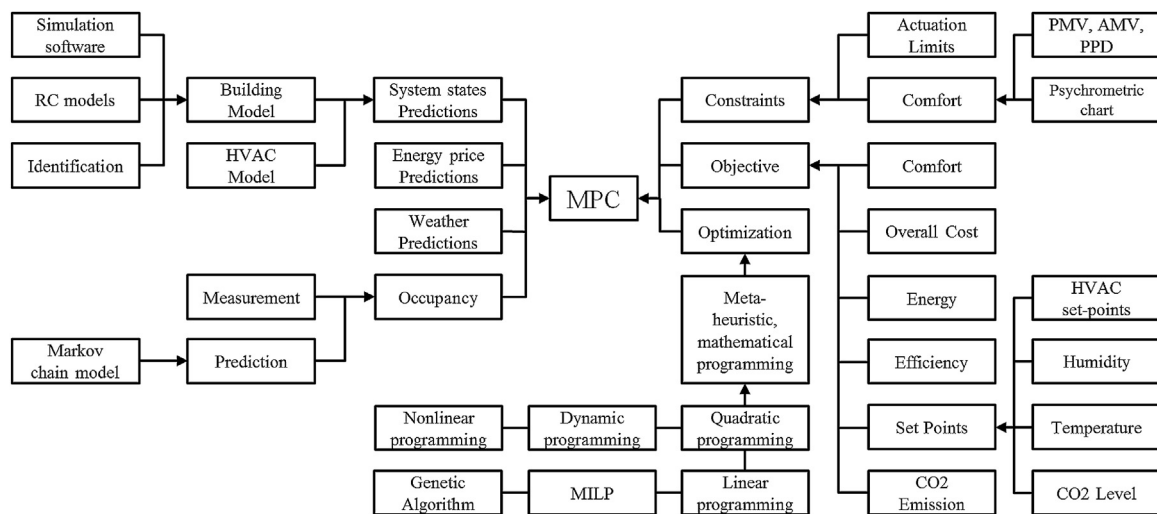 Simulation
software
RC models
Identification
Building
Model
HVAC
Model
System states
Predictions
Energy price
Predictions
Weather
Predictions
Measurement
Occupancy
Markov
chain model
Prediction
MPC
Constraints
Objective
Optimization
Meta-
heuristic,
mathematical
programming
Nonlinear
programming
Dynamic
programming
Quadratic
programming
Genetic
Algorithm
MILP
Linear
programming
Actuation
Limits
Comfort
PMV, AMV,
PPD
Psychrometric
chart
Comfort
Overall Cost
Energy
Efficiency
Set Points
CO2
Emission
HVAC
set-points
Humidity
Temperature
CO2 Level